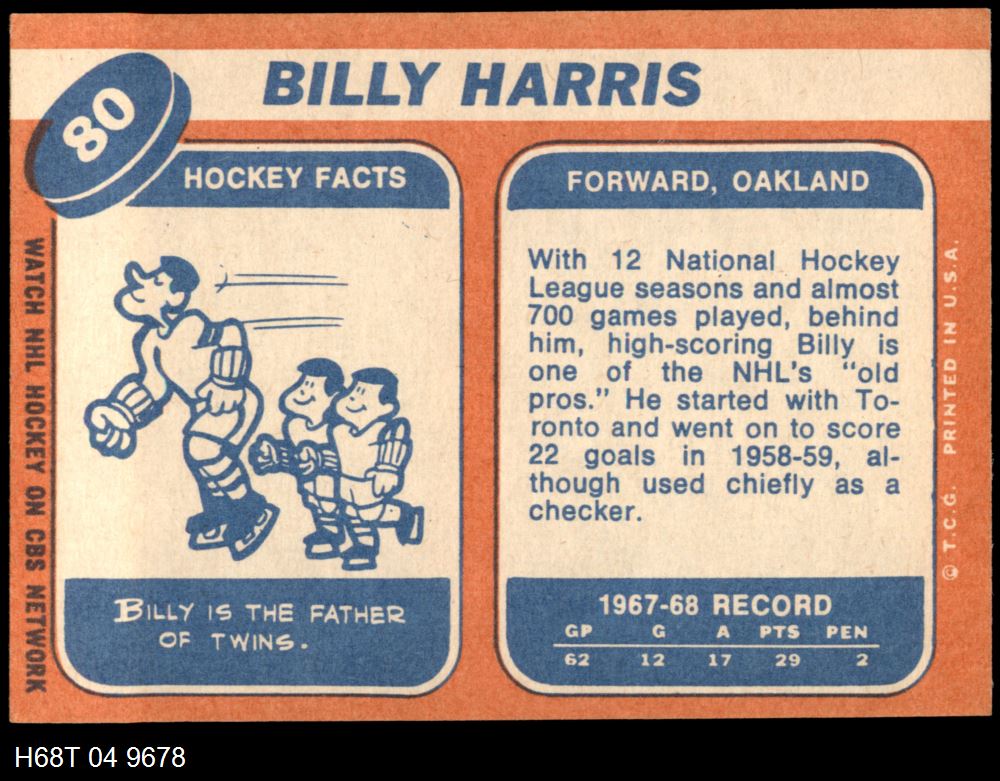 80
BILLY HARRIS
HOCKEY FACTS
BILLY IS THE FATHER
OF TWINS.
FORWARD, OAKLAND
With 12 National Hockey
League seasons and almost
700 games played, behind
him, high-scoring Billy is
one of the NHL's "old
pros." He started with To-
ronto and went on to score
22 goals in 1958-59, al-
though used chiefly as a
checker.
1967-68 RECORD
GP G A PTS PEN
62 12 17 29 2
WATCH NHL HOCKEY ON CBS NETWORK
© T.C.G. PRINTED IN U.S.A.
H68T 04 9678